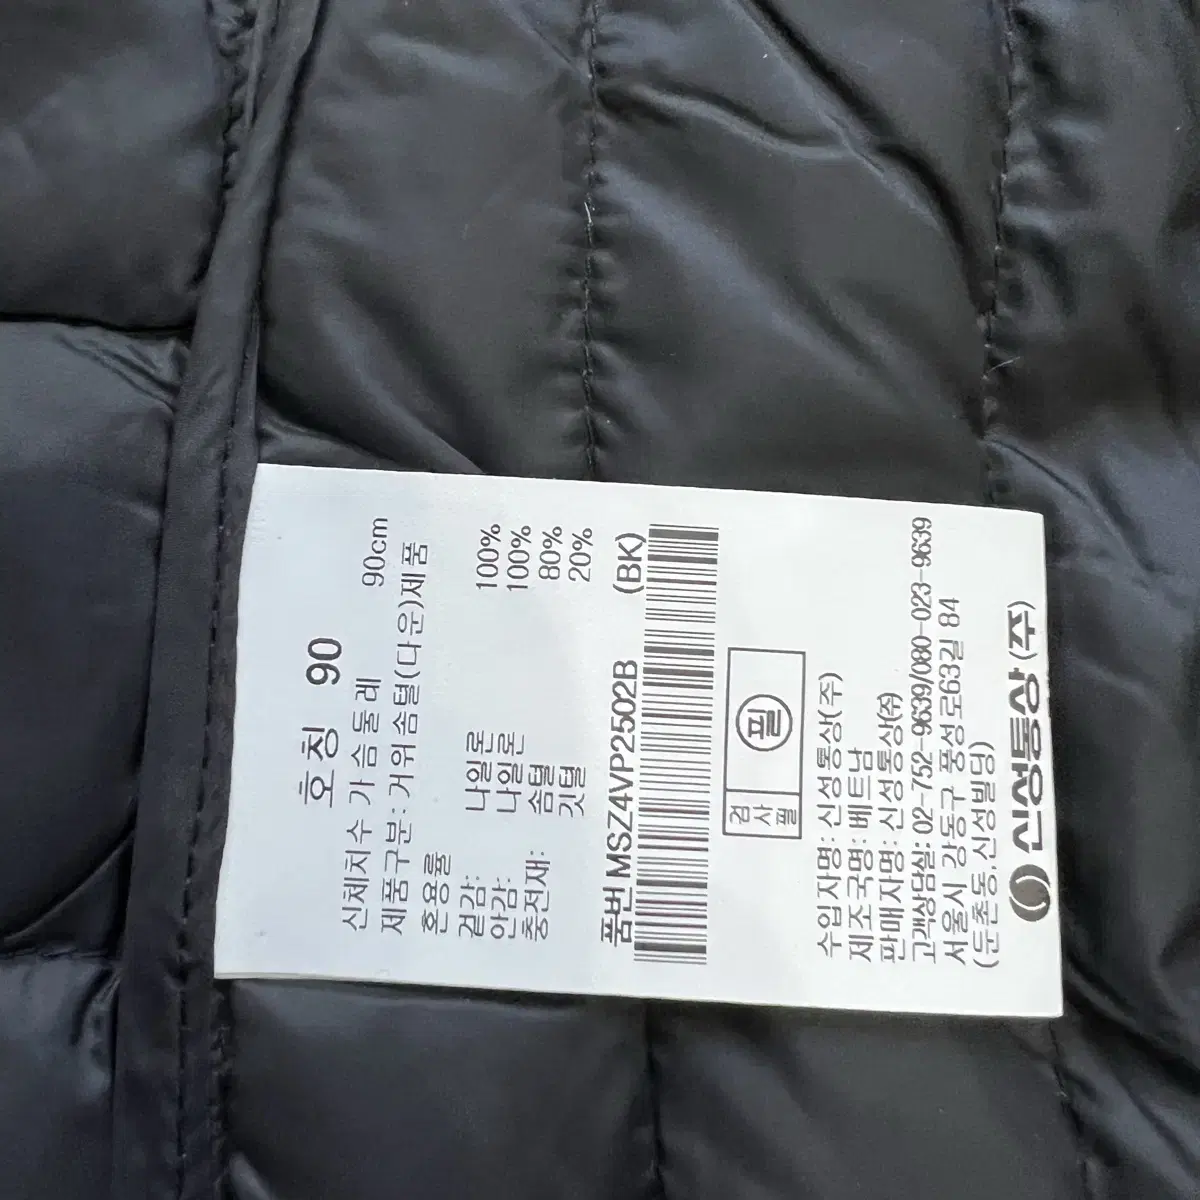 호칭 90
신체치수 가슴둘레 90cm
제품구분: 거위솜털(다운)제품
혼용률
겉감: 나일론 100%
안감: 나일론 100%
충전재: 솜털 80%
깃털 20%
품번 MSZ4VP2502B (BK)
검사필 필
수입자명: 신성통상(주)
제조국명: 베트남
판매자명: 신성통상(주)
고객상담실: 02-752-9639/080-023-9639
서울시 강동구 풍성로63길 84
(둔촌동,신성빌딩)
신성통상(주)